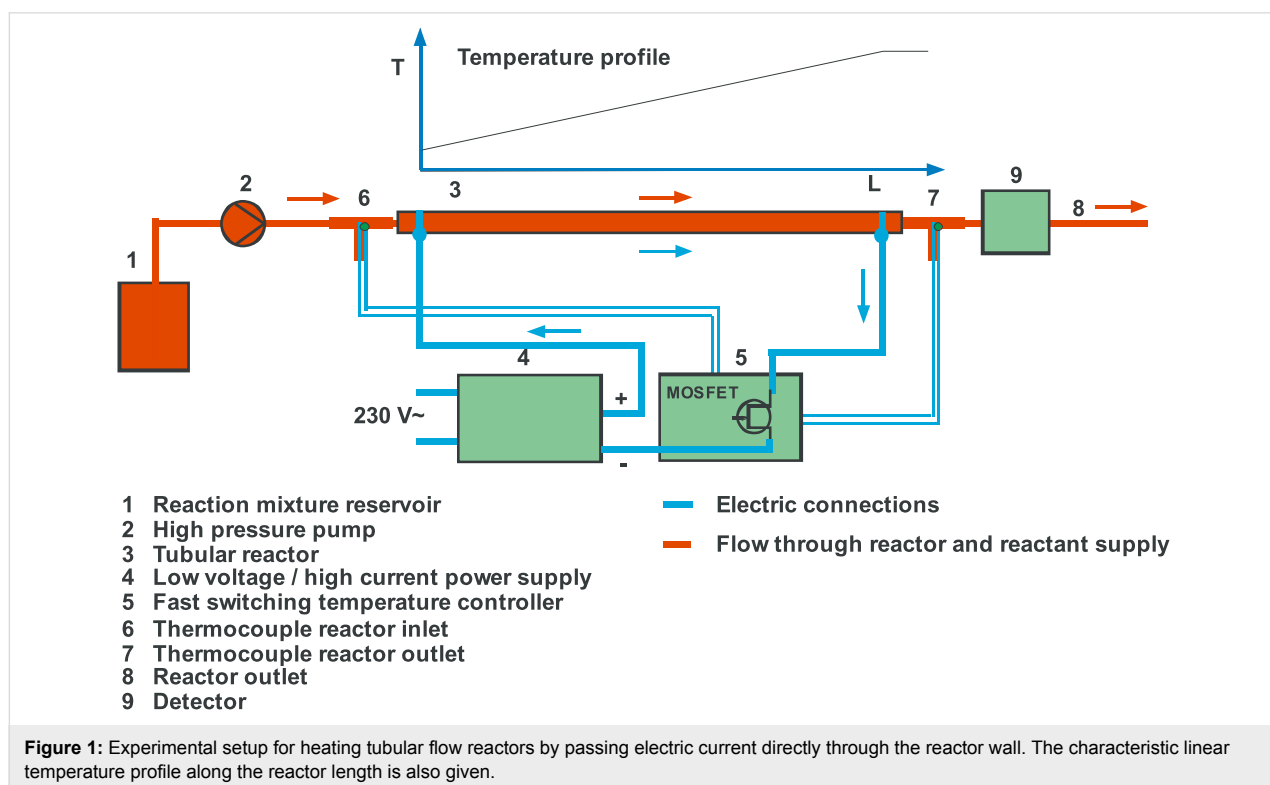 T
Temperature profile
2
6
3
L
7
9
8
1
4
5
MOSFET
230 V~
+
-
1 Reaction mixture reservoir
2 High pressure pump
3 Tubular reactor
4 Low voltage / high current power supply
5 Fast switching temperature controller
6 Thermocouple reactor inlet
7 Thermocouple reactor outlet
8 Reactor outlet
9 Detector
Electric connections
Flow through reactor and reactant supply
Figure 1: Experimental setup for heating tubular flow reactors by passing electric current directly through the reactor wall. The characteristic linear
temperature profile along the reactor length is also given.